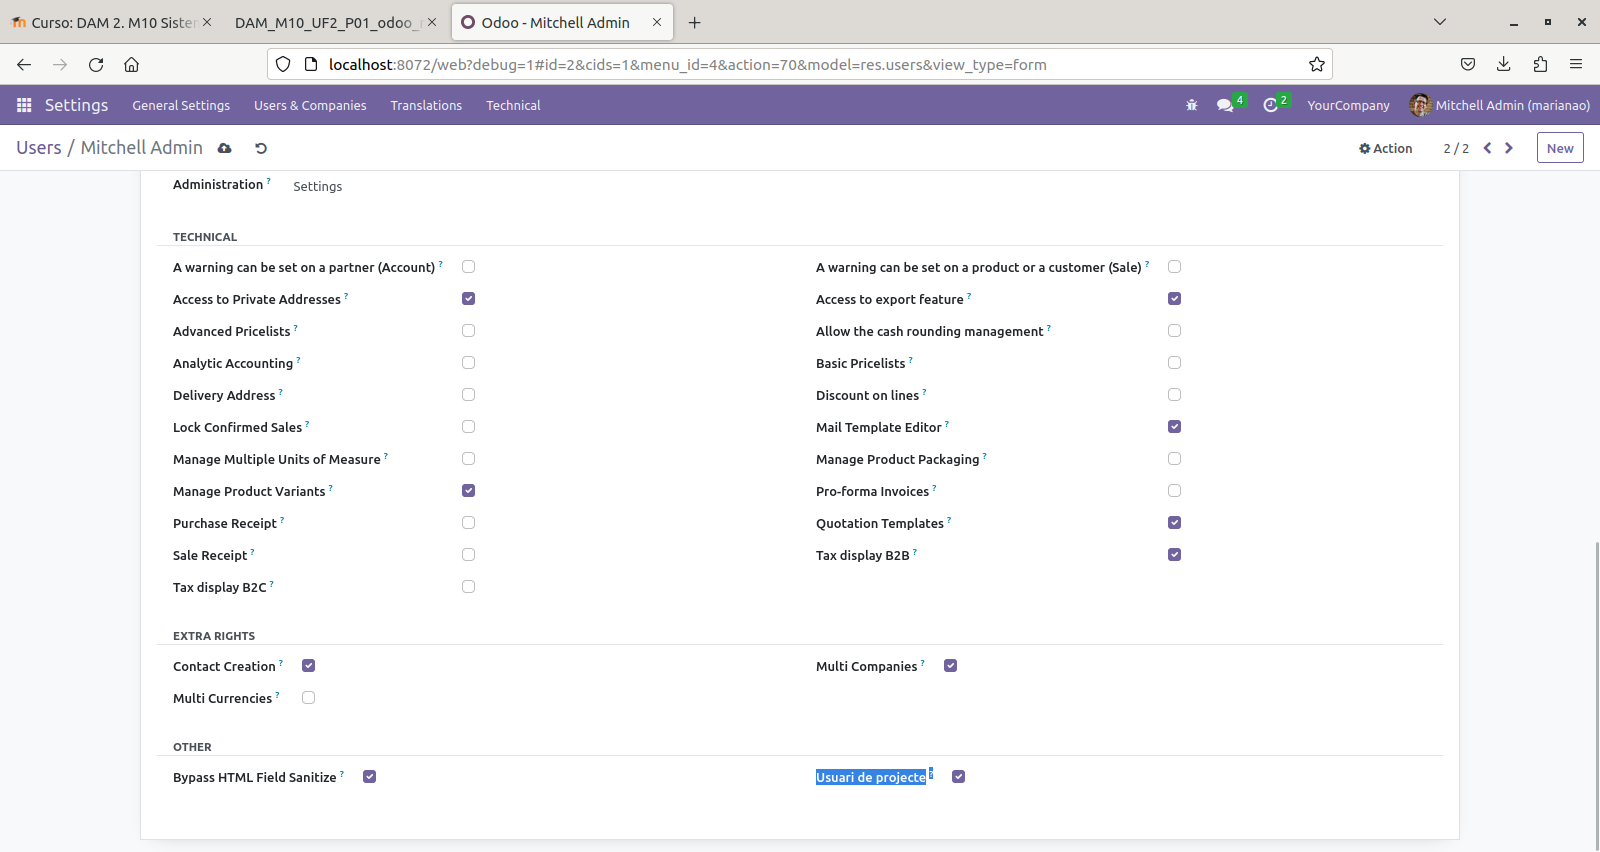 Curso: DAM 2. M10 Siste
DAM_M10_UF2_P01_odoo_
Odoo - Mitchell Admin
localhost:8072/web?debug=1#id=2&cids=1&menu_id=4&action=70&model=res.users&view_type=form
Settings General Settings Users & Companies Translations Technical 4 2 YourCompany Mitchell Admin (marianao)
Users / Mitchell Admin Action 2 / 2 New
Administration ? Settings
TECHNICAL
A warning can be set on a partner (Account) ? A warning can be set on a product or a customer (Sale) ?
Access to Private Addresses ? Access to export feature ?
Advanced Pricelists ? Allow the cash rounding management ?
Analytic Accounting ? Basic Pricelists ?
Delivery Address ? Discount on lines ?
Lock Confirmed Sales ? Mail Template Editor ?
Manage Multiple Units of Measure ? Manage Product Packaging ?
Manage Product Variants ? Pro-forma Invoices ?
Purchase Receipt ? Quotation Templates ?
Sale Receipt ? Tax display B2B ?
Tax display B2C ?
EXTRA RIGHTS
Contact Creation ? Multi Companies ?
Multi Currencies ?
OTHER
Bypass HTML Field Sanitize ? Usuari de projecte ?